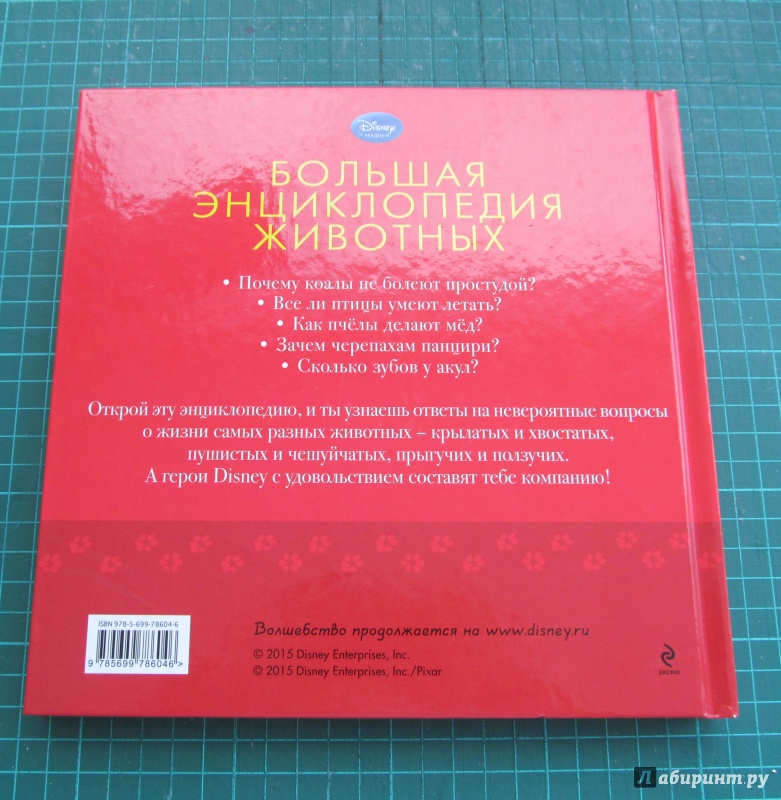 Disney
БОЛЬШАЯ
ЭНЦИКЛОПЕДИЯ
ЖИВОТНЫХ
• Почему коалы не болеют простудой?
• Все ли птицы умеют летать?
• Как пчёлы делают мёд?
• Зачем черепахам панцири?
• Сколько зубов у акул?
Открой эту энциклопедию, и ты узнаешь ответы на невероятные вопросы
о жизни самых разных животных – крылатых и хвостатых,
пушистых и чешуйчатых, прыгучих и ползучих.
А герои Disney с удовольствием составят тебе компанию!
ISBN 978-5-699-78604-6
9 785699 786046 >
Волшебство продолжается на www.disney.ru
© 2015 Disney Enterprises, Inc.
© 2015 Disney Enterprises, Inc./Pixar
ЭКСМО
Лабиринт.ру